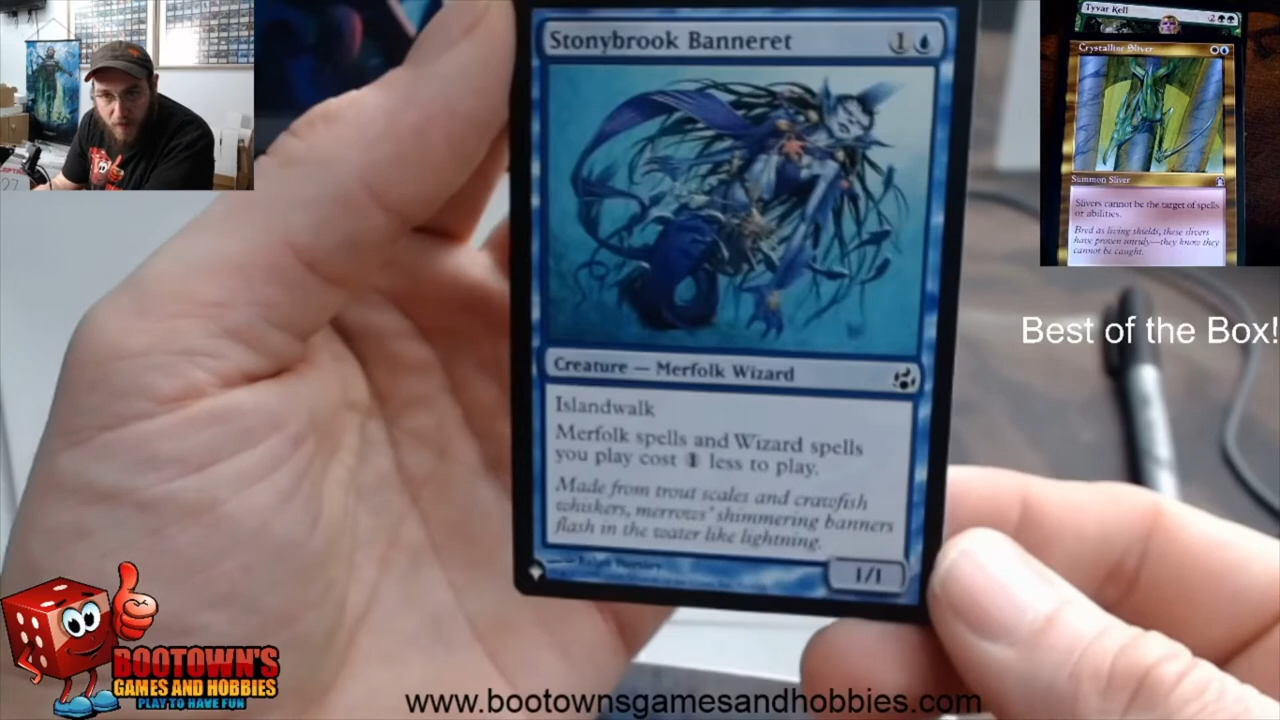 Stonybrook Banneret
1
Creature — Merfolk Wizard
Islandwalk
Merfolk spells and Wizard spells
you play cost 1 less to play.
Made from trout scales and crawfish
whiskers, merrows' shimmering banners
flash in the water like lightning.
1/1
Tyvar Kell
2
Crystalline Sliver
Summon Sliver
Slivers cannot be the target of spells
or abilities.
Bred as living shields, these slivers
have proven unruly—they know they
cannot be caught.
Best of the Box!
27
BOOTOWN'S
GAMES AND HOBBIES
PLAY TO HAVE FUN
www.bootownsgamesandhobbies.com